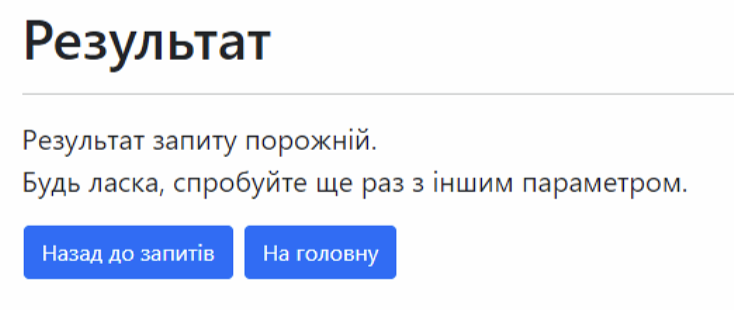 Результат
Результат запиту порожній.
Будь ласка, спробуйте ще раз з іншим параметром.
Назад до запитів
На головну